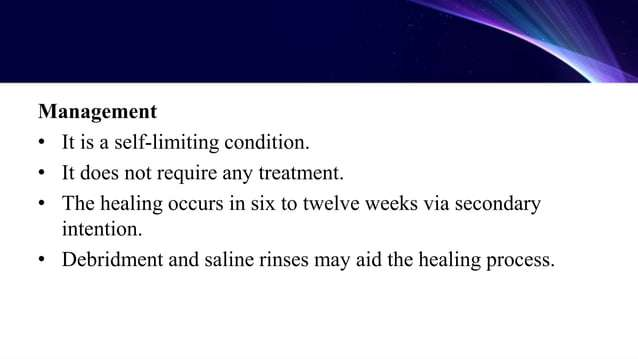 Management
• It is a self-limiting condition.
• It does not require any treatment.
• The healing occurs in six to twelve weeks via secondary
intention.
• Debridment and saline rinses may aid the healing process.